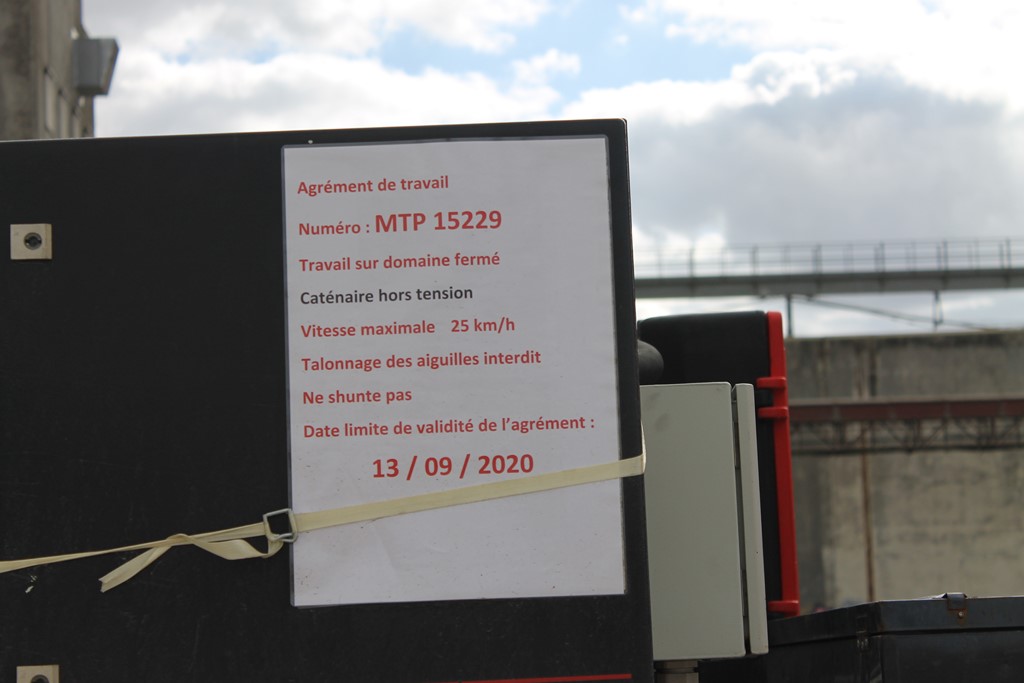 Agrément de travail
Numéro : MTP 15229
Travail sur domaine fermé
Caténaire hors tension
Vitesse maximale 25 km/h
Talonnage des aiguilles interdit
Ne shunte pas
Date limite de validité de l’agrément :
13 / 09 / 2020